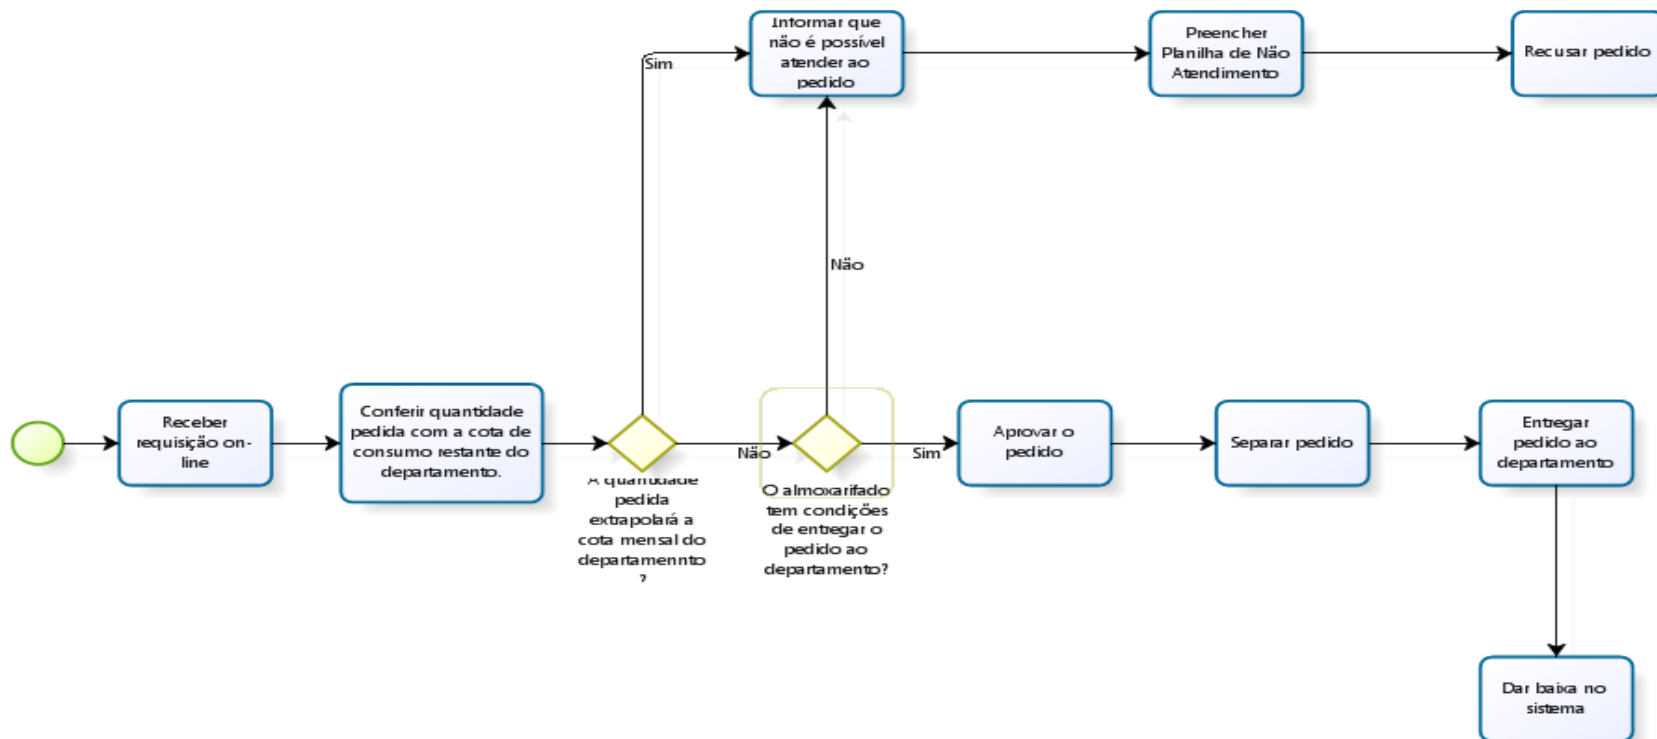 Informar que
não é possível
atender ao
pedido
Preencher
Planilha de Não
Atendimento
Recusar pedido
Sim
Não
Receber
requisição on-
line
Conferir quantidade
pedida com a cota de
consumo restante do
departamento.
A quantidade
pedida
extrapolará a
cota mensal do
departamennto
?
Não
O almoxarifado
tem condições
de entregar o
pedido ao
departamento?
Sim
Aprovar o
pedido
Separar pedido
Entregar
pedido ao
departamento
Dar baixa no
sistema